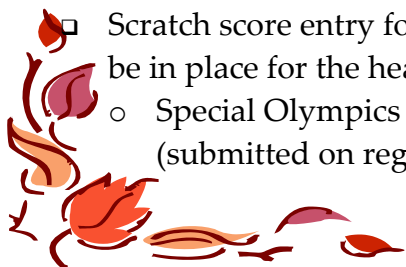 ❑ Scratch score entry fo
be in place for the hea
o Special Olympics
(submitted on reg